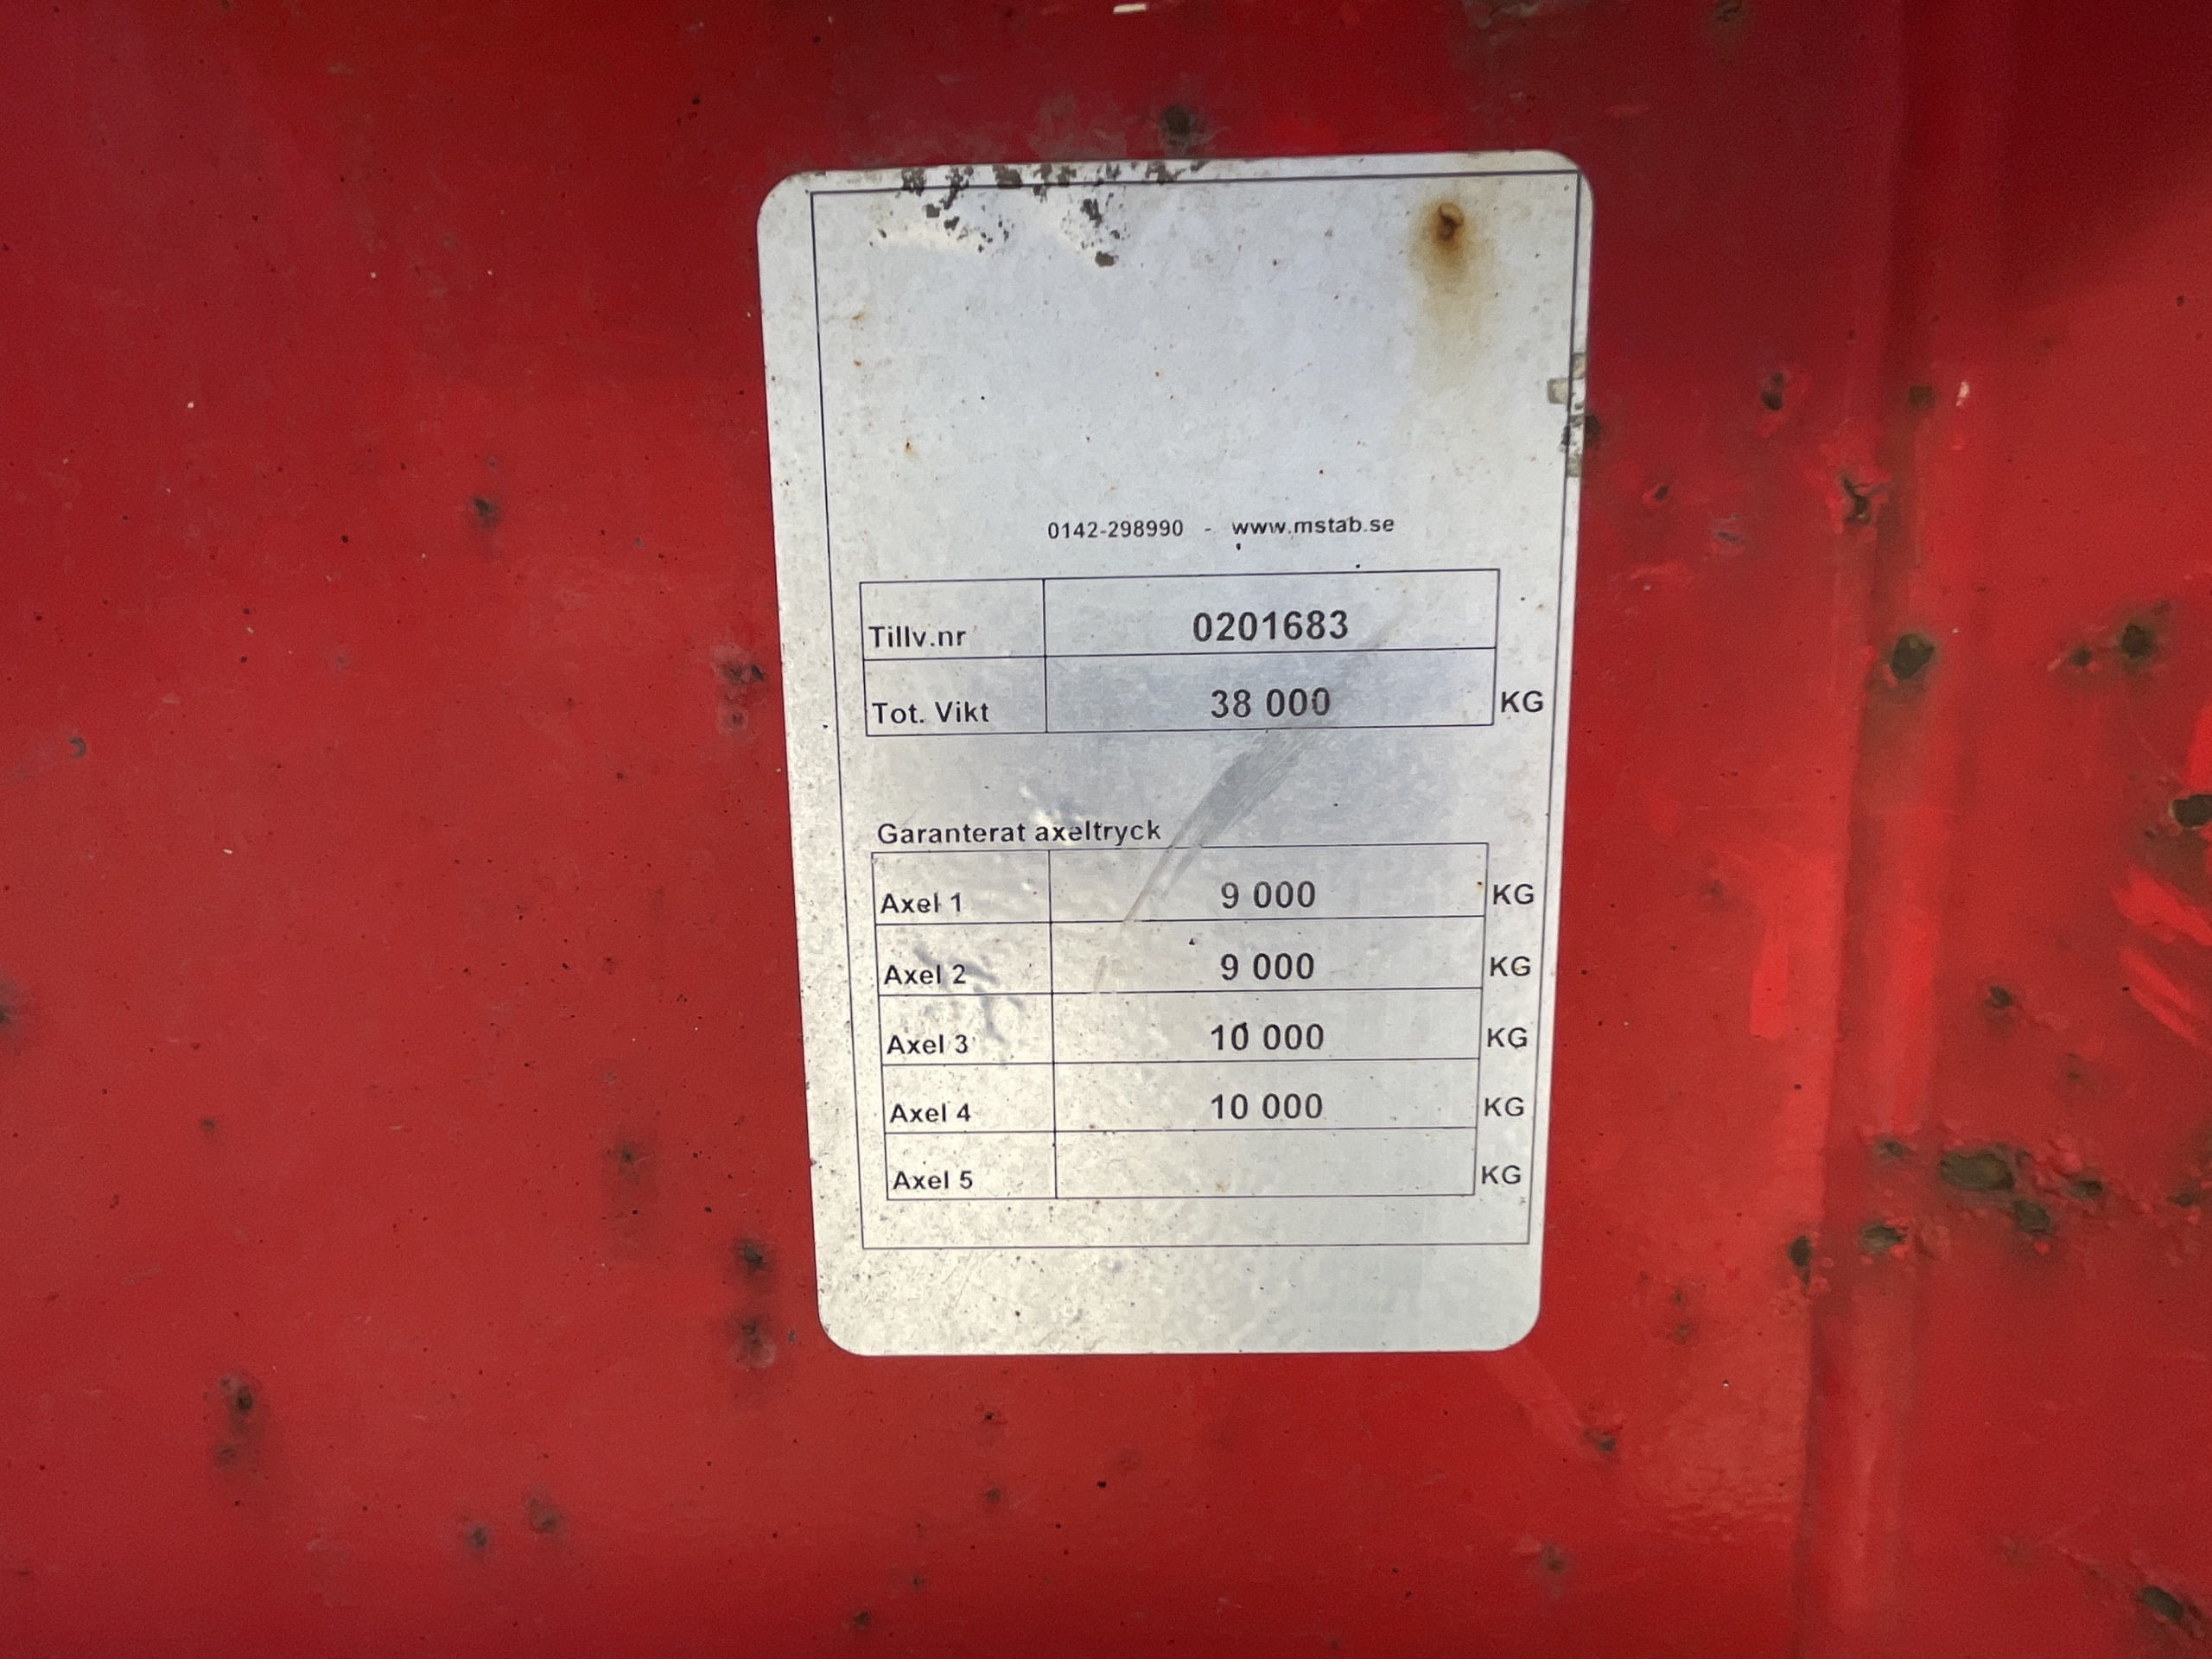 0142-298990 - www.mstab.se
Tillv.nr 0201683
Tot. Vikt 38 000 KG
Garanterat axeltryck
Axel 1 9 000 KG
Axel 2 9 000 KG
Axel 3 10 000 KG
Axel 4 10 000 KG
Axel 5 KG